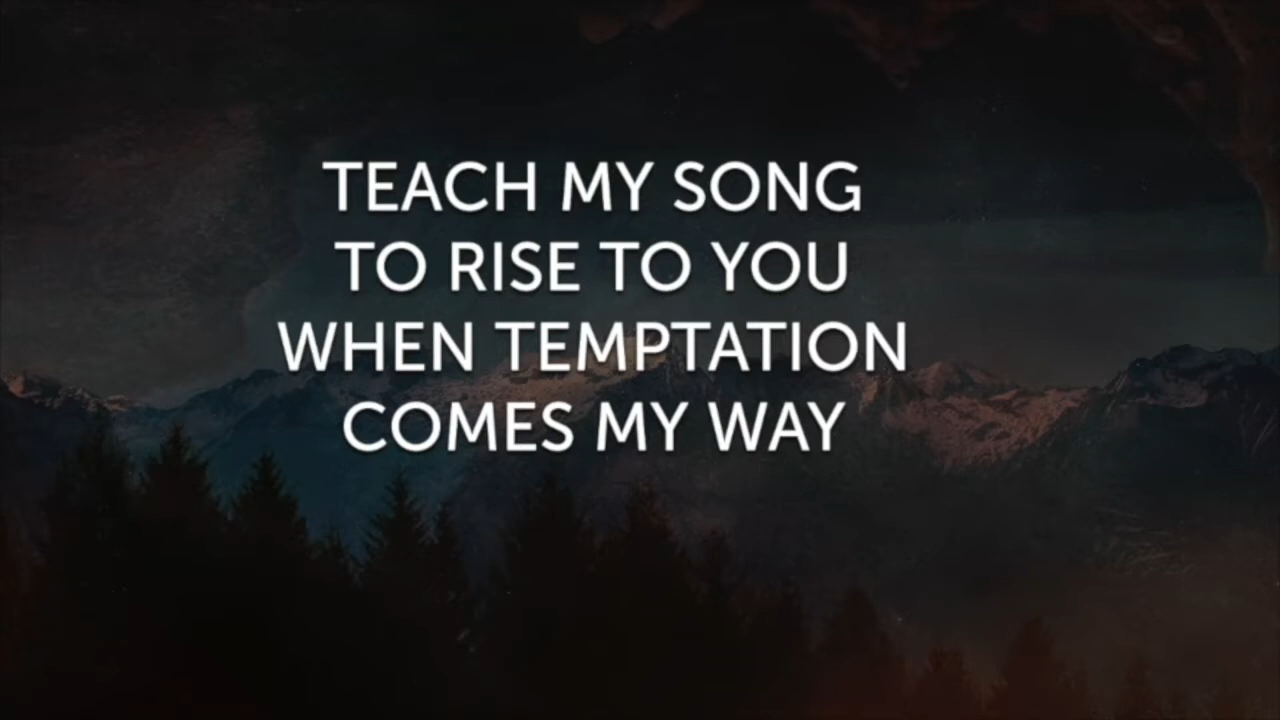 TEACH MY SONG
TO RISE TO YOU
WHEN TEMPTATION
COMES MY WAY